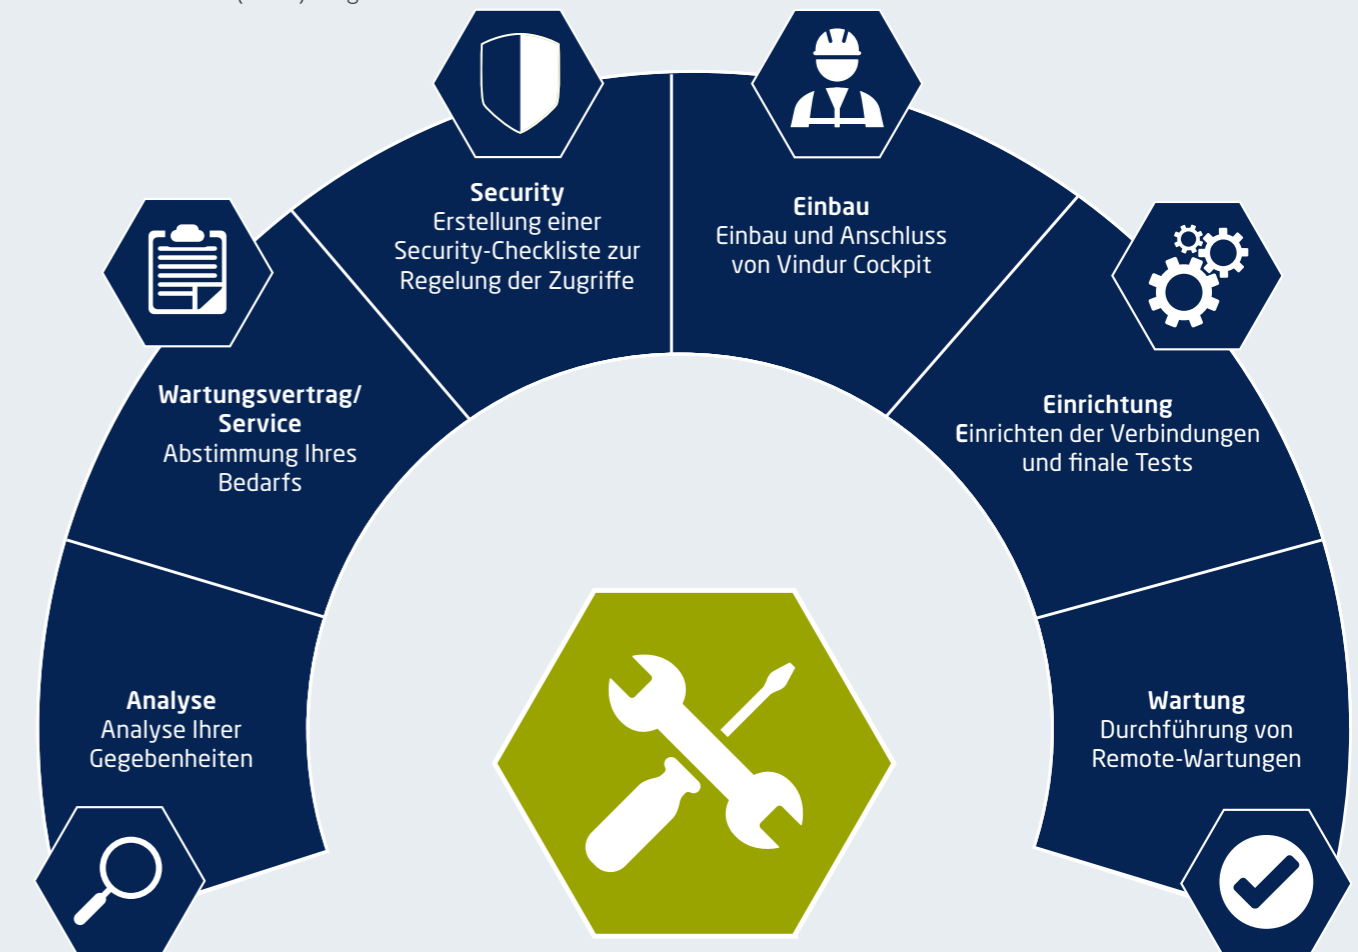 Analyse
Analyse Ihrer
Gegebenheiten
Wartungsvertrag/
Service
Abstimmung Ihres
Bedarfs
Security
Erstellung einer
Security-Checkliste zur
Regelung der Zugriffe
Einbau
Einbau und Anschluss
von Vindur Cockpit
Einrichtung
Einrichten der Verbindungen
und finale Tests
Wartung
Durchführung von
Remote-Wartungen